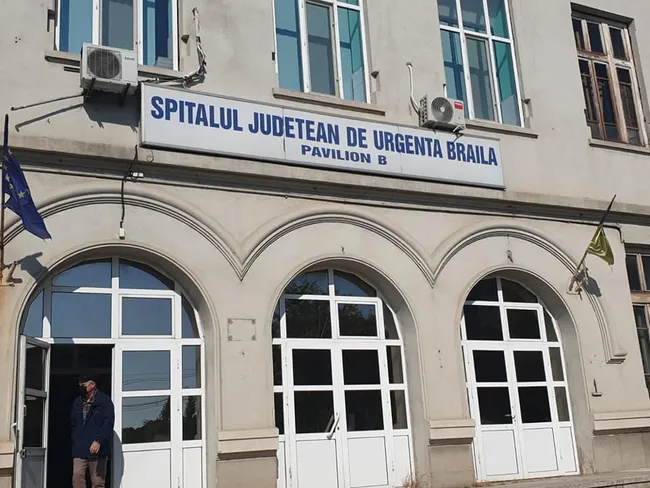 SPITALUL JUDETEAN DE URGENTA BRAILA
PAVILION B